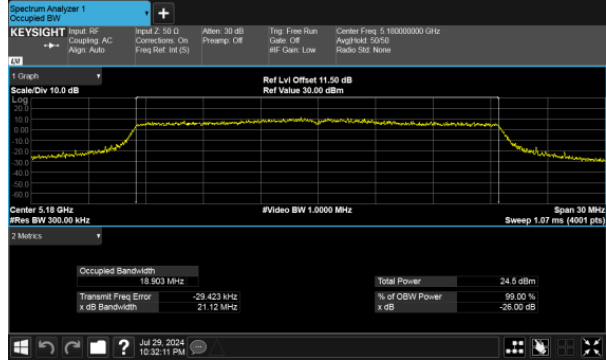 Spectrum Analyzer 1
Occupied BW
KEYSIGHT
Input: RF
Coupling: AC
Align: Auto
Input Z: 50 Ω
Corrections: On
Freq Ref: Int (S)
Atten: 30 dB
Preamp: Off
Trig: Free Run
Gate: Off
#IF Gain: Low
Center Freq: 5.180000000 GHz
Avg|Hold: 50/50
Radio Std: None
1 Graph
Scale/Div 10.0 dB
Ref Lvl Offset 11.50 dB
Ref Value 30.00 dBm
Log
20.0
10.0
0.00
-10.0
-20.0
-30.0
-40.0
-50.0
-60.0
Center 5.18 GHz
#Res BW 300.00 kHz
#Video BW 1.0000 MHz
Span 30 MHz
Sweep 1.07 ms (4001 pts)
2 Metrics
Occupied Bandwidth
18.903 MHz
Transmit Freq Error -29.423 kHz
x dB Bandwidth 21.12 MHz
Total Power 24.5 dBm
% of OBW Power 99.00 %
x dB -26.00 dB
?
Jul 29, 2024
10:32:11 PM